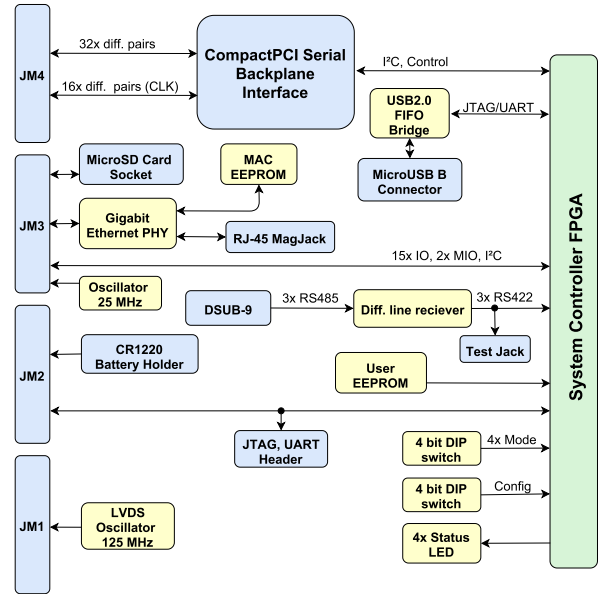 JM4
32x diff. pairs
16x diff. pairs (CLK)
CompactPCI Serial
Backplane
Interface
I²C, Control
USB2.0
FIFO
Bridge
JTAG/UART
MicroUSB B
Connector
JM3
MicroSD Card
Socket
MAC
EEPROM
Gigabit
Ethernet PHY
RJ-45 MagJack
15x IO, 2x MIO, I²C
Oscillator
25 MHz
DSUB-9
3x RS485
Diff. line reciever
3x RS422
Test Jack
JM2
CR1220
Battery Holder
User
EEPROM
JTAG, UART
Header
4 bit DIP
switch
4x Mode
4 bit DIP
switch
Config
4x Status
LED
JM1
LVDS
Oscillator
125 MHz
System Controller FPGA